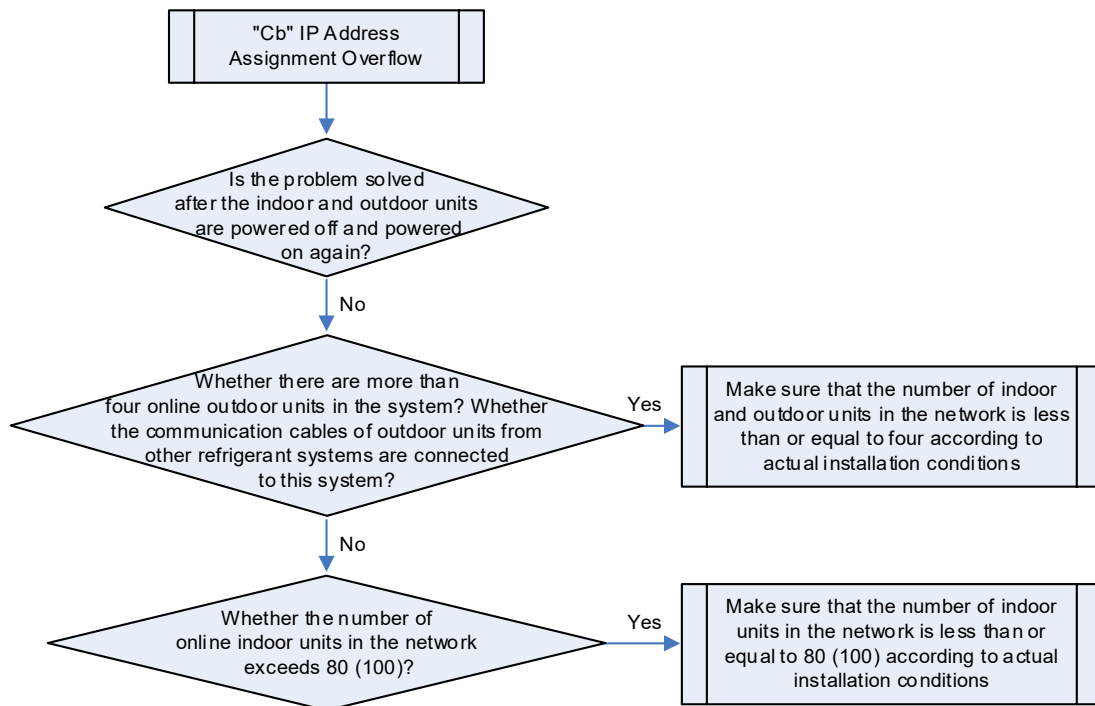 "Cb" IP Address
Assignment Overflow
Is the problem solved
after the indoor and outdoor units
are powered off and powered
on again?
No
Whether there are more than
four online outdoor units in the system? Whether
the communication cables of outdoor units from
other refrigerant systems are connected
to this system?
Yes
Make sure that the number of indoor
and outdoor units in the network is less
than or equal to four according to
actual installation conditions
No
Whether the number of
online indoor units in the network
exceeds 80 (100)?
Yes
Make sure that the number of indoor
units in the network is less than or
equal to 80 (100) according to actual
installation conditions